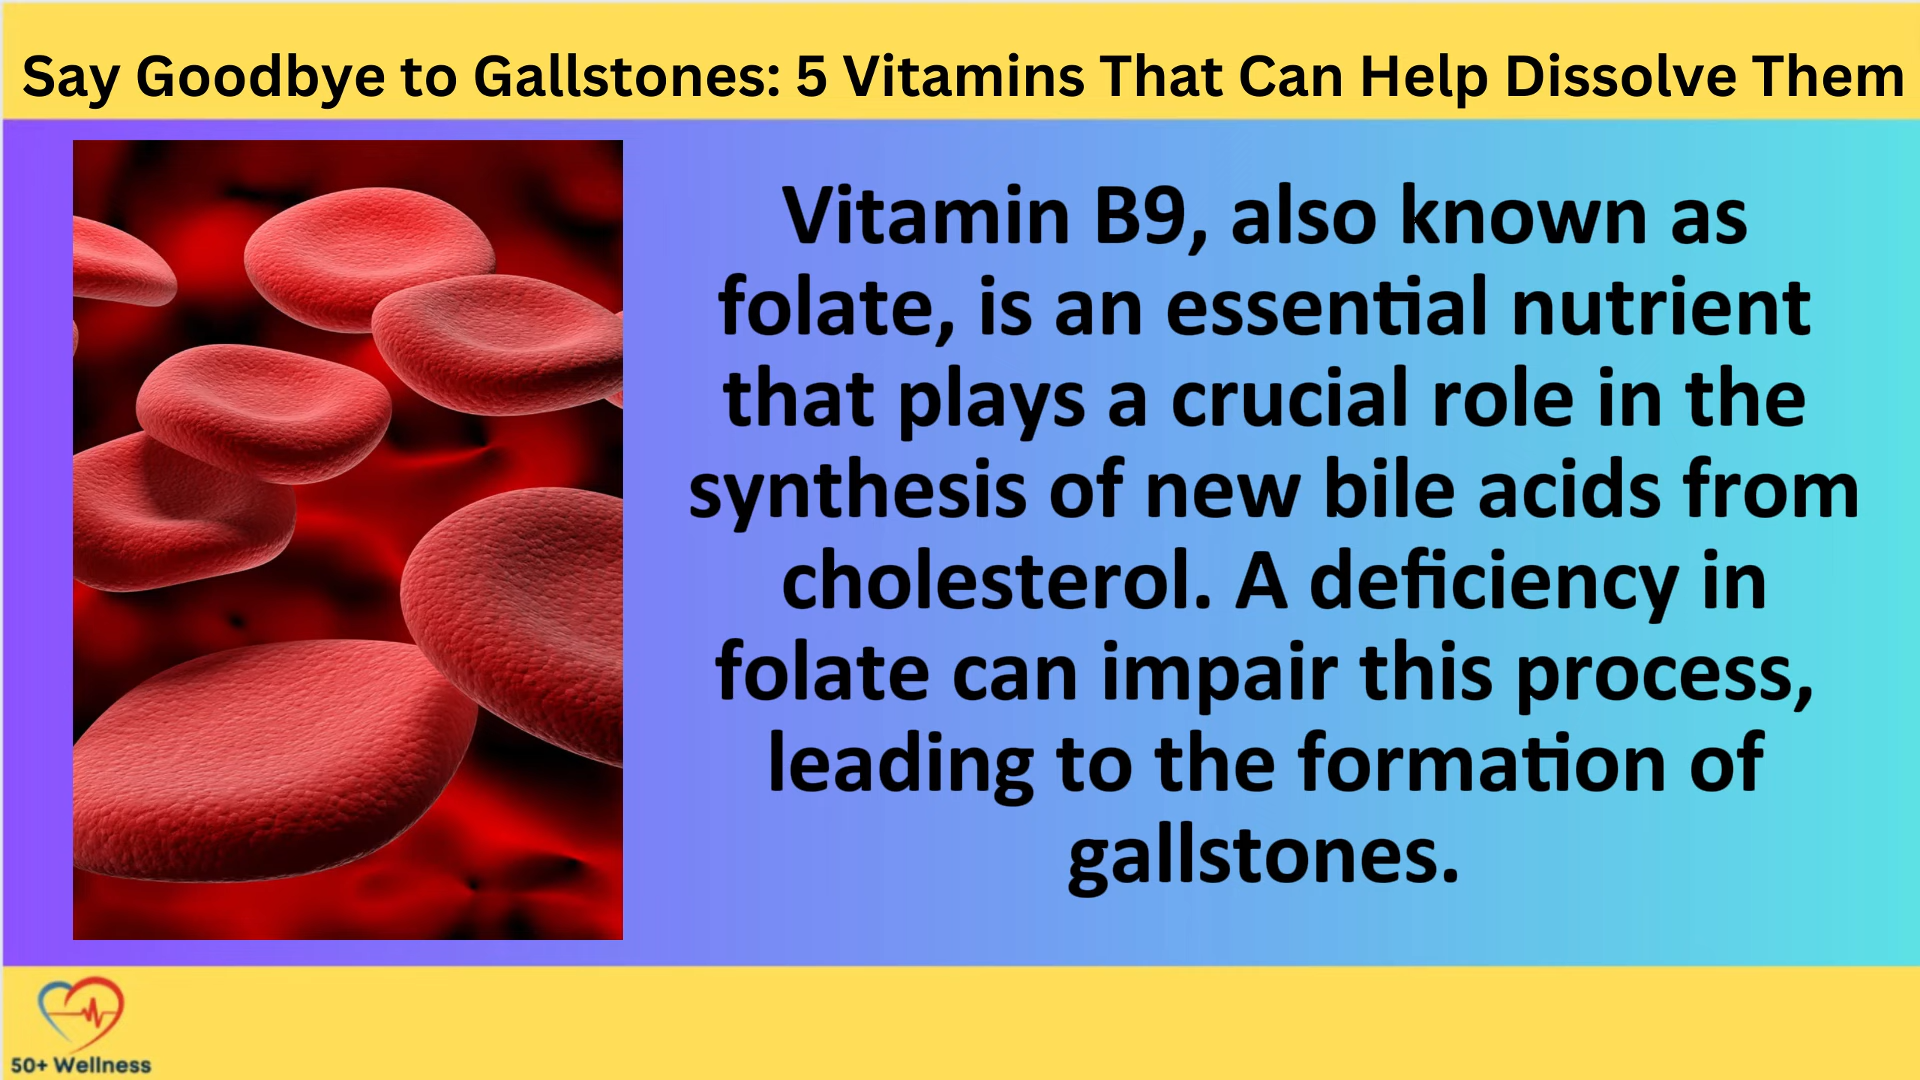 Say Goodbye to Gallstones: 5 Vitamins That Can Help Dissolve Them
Vitamin B9, also known as
folate, is an essential nutrient
that plays a crucial role in the
synthesis of new bile acids from
cholesterol. A deficiency in
folate can impair this process,
leading to the formation of
gallstones.
50+ Wellness